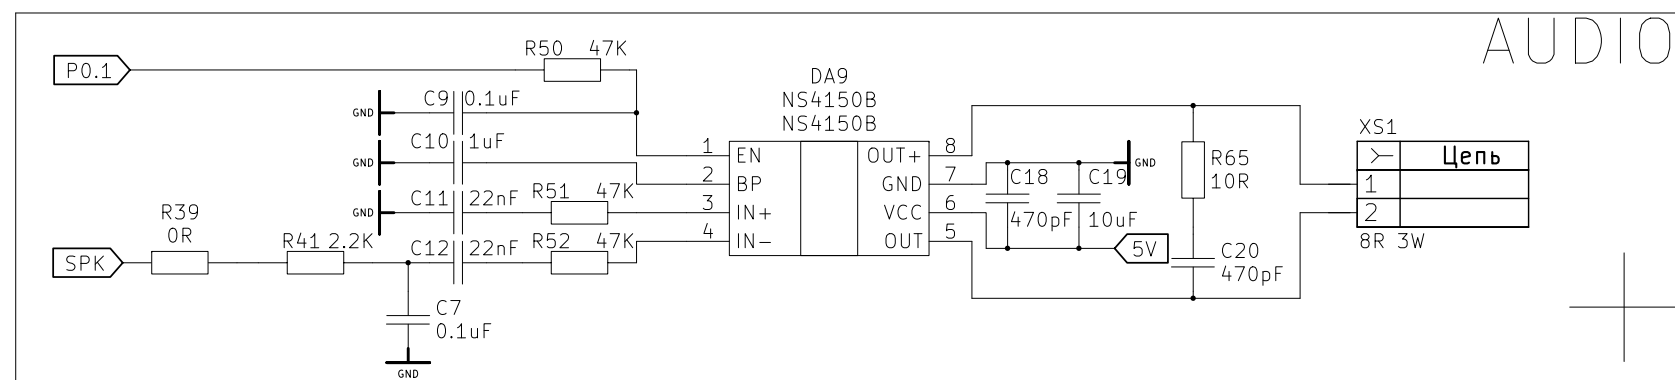 AUDIO
P0.1
R50 47K
DA9
NS4150B
NS4150B
GND
C9 0.1uF
XS1
Цепь
1
2
8R 3W
GND
C10 1uF
1 EN
2 BP
3 IN+
4 IN-
OUT+ 8
GND 7
VCC 6
OUT 5
GND
C11 22nF
R51 47K
C18
470pF
C19
10uF
GND
R65
10R
R39
0R
R41 2.2K
C12 22nF
R52 47K
SPK
5V
C20
470pF
C7
0.1uF
GND